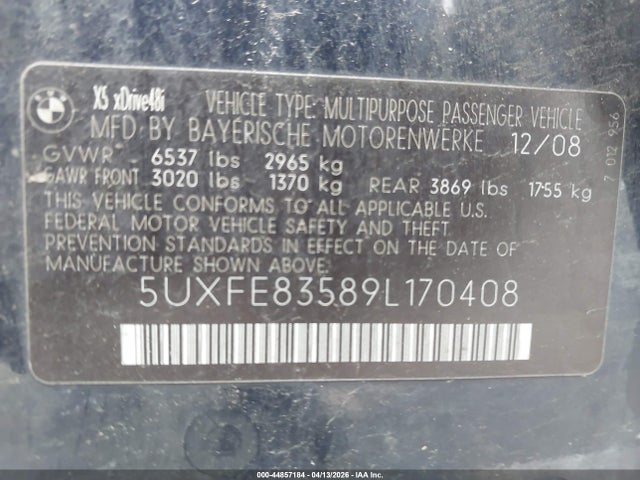 BMW
X5 xDrive48i VEHICLE TYPE: MULTIPURPOSE PASSENGER VEHICLE
MFD BY BAYERISCHE MOTORENWERKE 12/08
GVWR 6537 lbs 2965 kg
GAWR FRONT 3020 lbs 1370 kg REAR 3869 lbs 1755 kg
THIS VEHICLE CONFORMS TO ALL APPLICABLE U.S.
FEDERAL MOTOR VEHICLE SAFETY AND THEFT
PREVENTION STANDARDS IN EFFECT ON THE DATE OF
MANUFACTURE SHOWN ABOVE.
5UXFE83589L170408
7 012 956
000-44857184 - 04/13/2026 - IAAI.COM